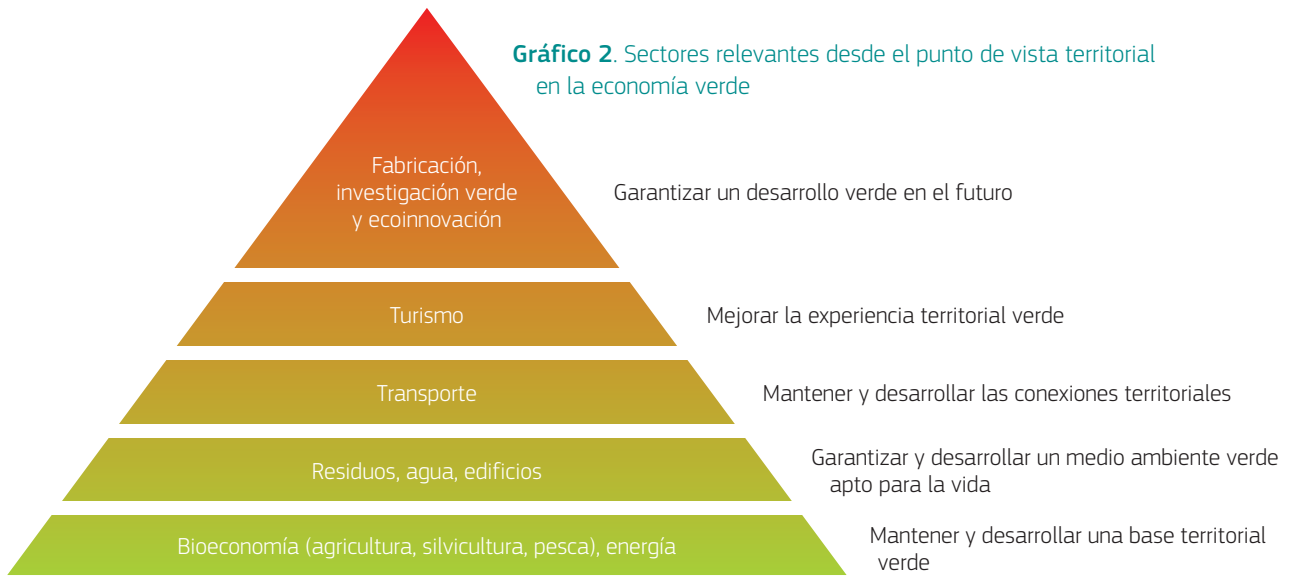 Gráfico 2. Sectores relevantes desde el punto de vista territorial
en la economía verde
Fabricación,
investigación verde
y ecoinnovación
Garantizar un desarrollo verde en el futuro
Turismo
Mejorar la experiencia territorial verde
Transporte
Mantener y desarrollar las conexiones territoriales
Residuos, agua, edificios
Garantizar y desarrollar un medio ambiente verde
apto para la vida
Bioeconomía (agricultura, silvicultura, pesca), energía
Mantener y desarrollar una base territorial
verde